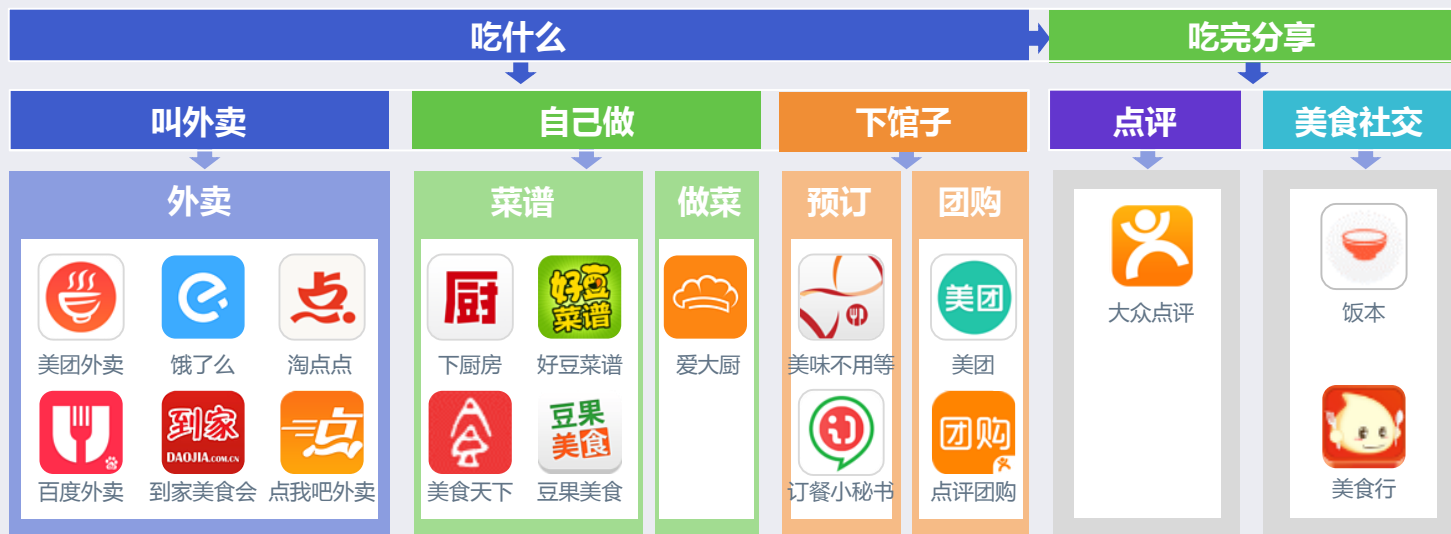 吃什么
吃完分享
叫外卖
自己做
下馆子
点评
美食社交
外卖
菜谱
做菜
预订
团购
点
厨
好豆
菜谱
美团
美团外卖
饿了么
淘点点
下厨房
好豆菜谱
爱大厨
美味不用等
美团
大众点评
饭本
到家
DAOJIA.COM.CN
点
豆果
美食
订
团购
百度外卖
到家美食会
点我吧外卖
美食天下
豆果美食
订餐小秘书
点评团购
美食行